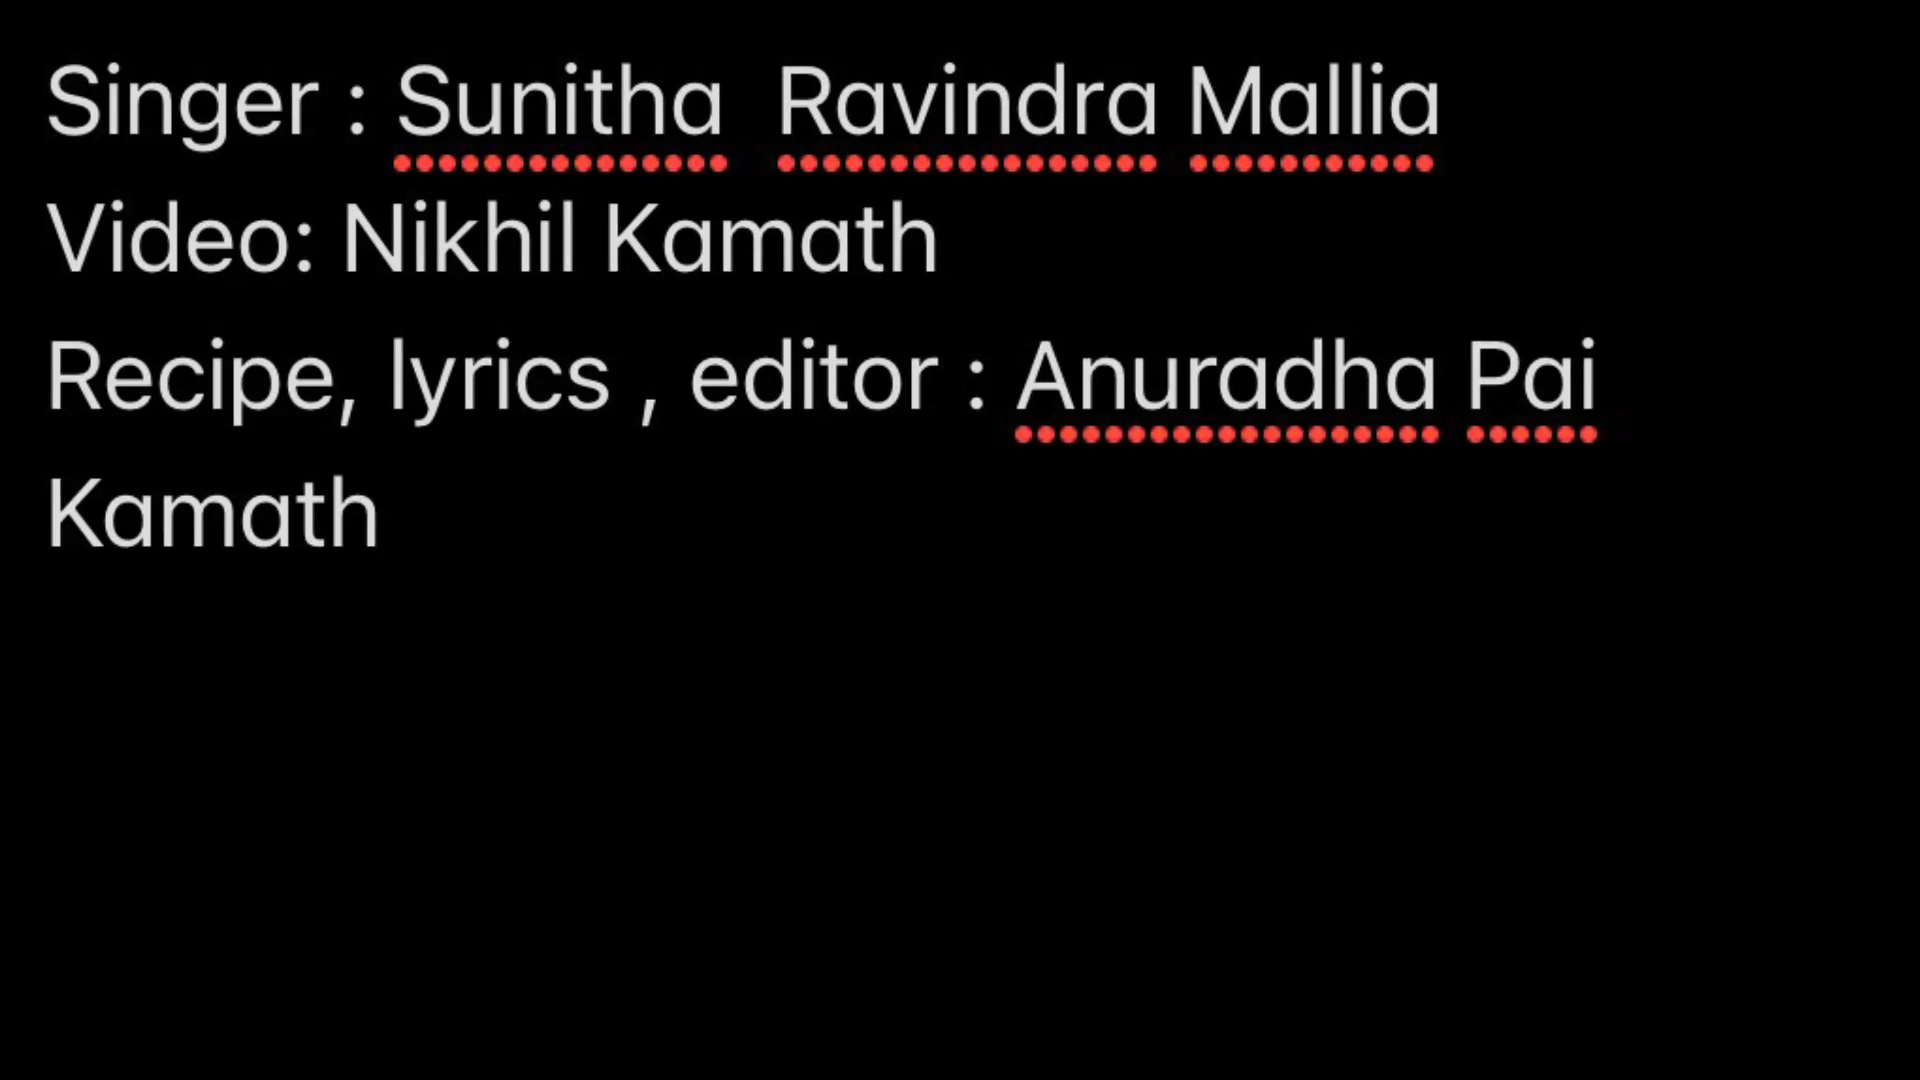 Singer : Sunitha  Ravindra Mallia
Video: Nikhil Kamath
Recipe, lyrics , editor : Anuradha Pai
Kamath